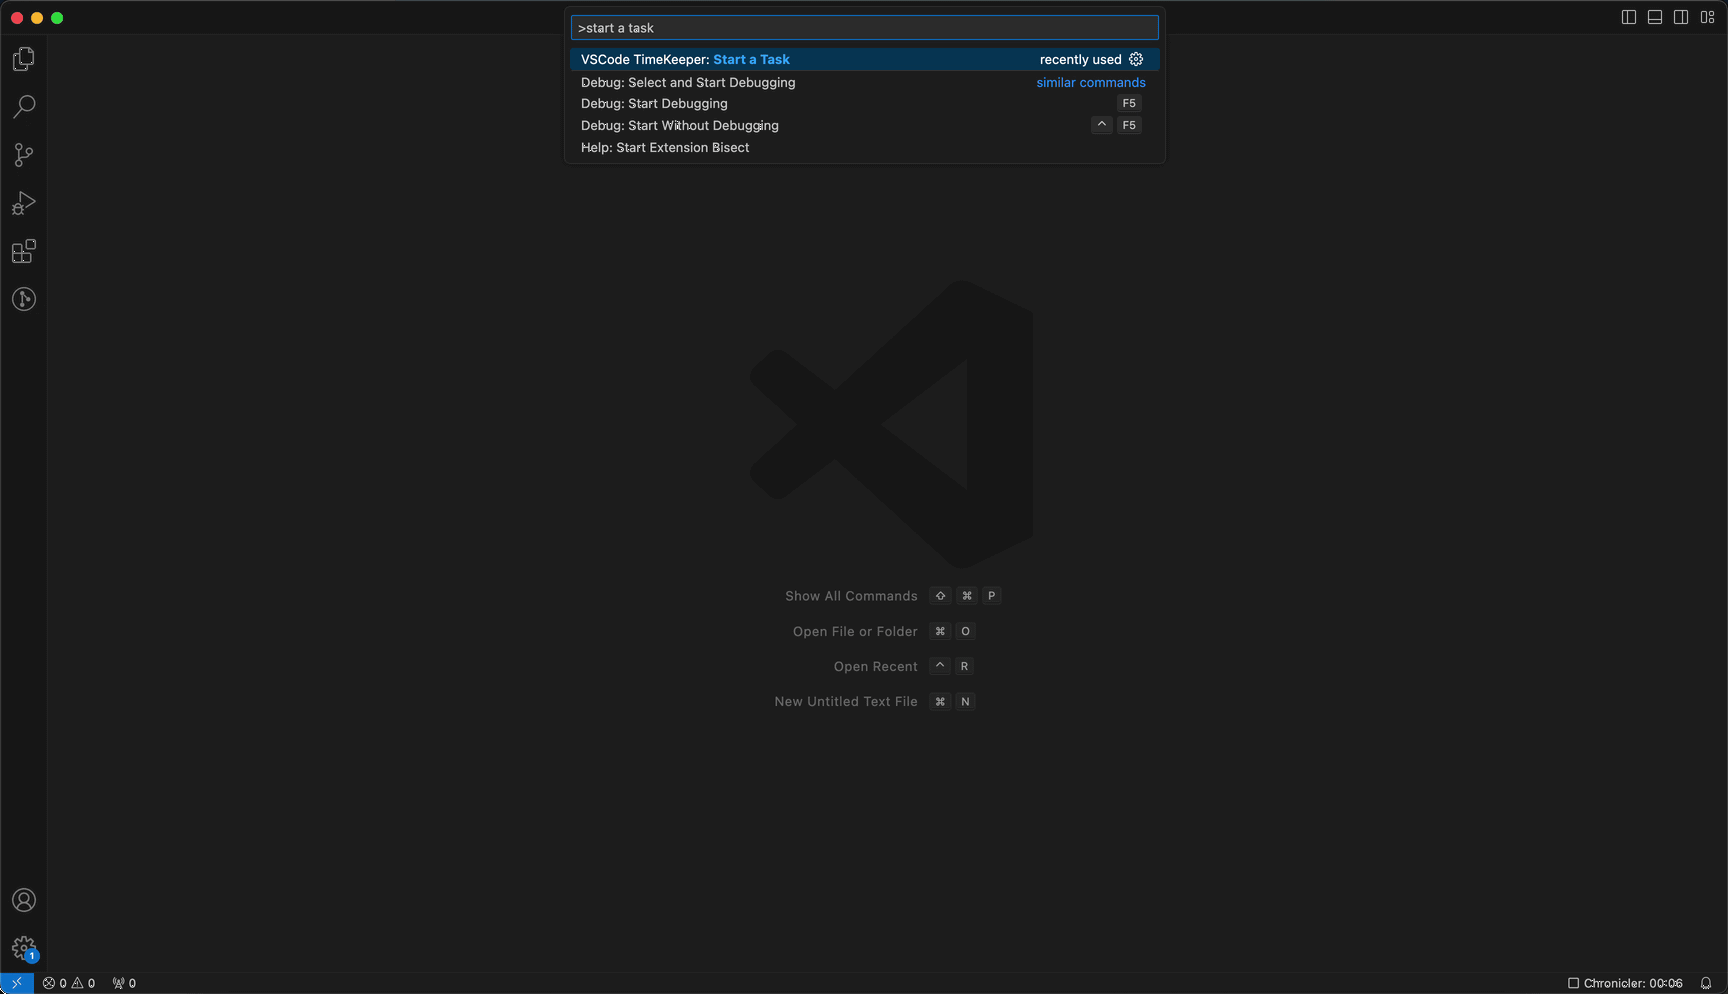 >start a task
VSCode TimeKeeper: Start a Task recently used
Debug: Select and Start Debugging similar commands
Debug: Start Debugging F5
Debug: Start Without Debugging ^ F5
Help: Start Extension Bisect
Show All Commands ⇧ ⌘ P
Open File or Folder ⌘ O
Open Recent ^ R
New Untitled Text File ⌘ N
1
0 0 0 Chronicler: 00:06